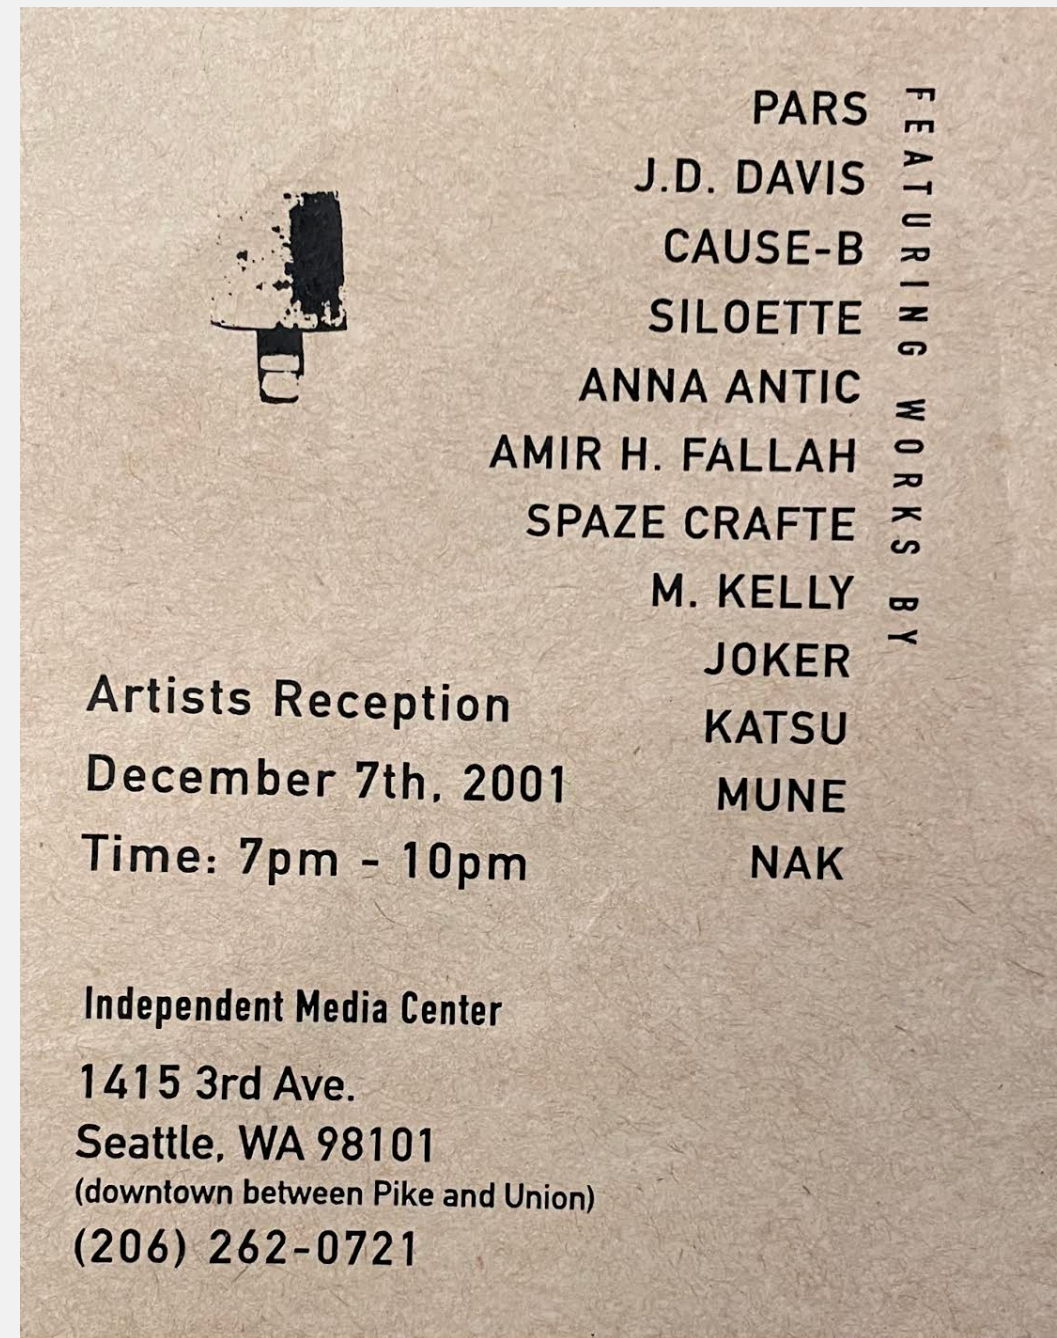 FEATURING WORKS BY
PARS
J.D. DAVIS
CAUSE-B
SILOETTE
ANNA ANTIC
AMIR H. FALLAH
SPAZE CRAFTE
M. KELLY
JOKER
KATSU
MUNE
NAK
Artists Reception
December 7th, 2001
Time: 7pm - 10pm
Independent Media Center
1415 3rd Ave.
Seattle, WA 98101
(downtown between Pike and Union)
(206) 262-0721